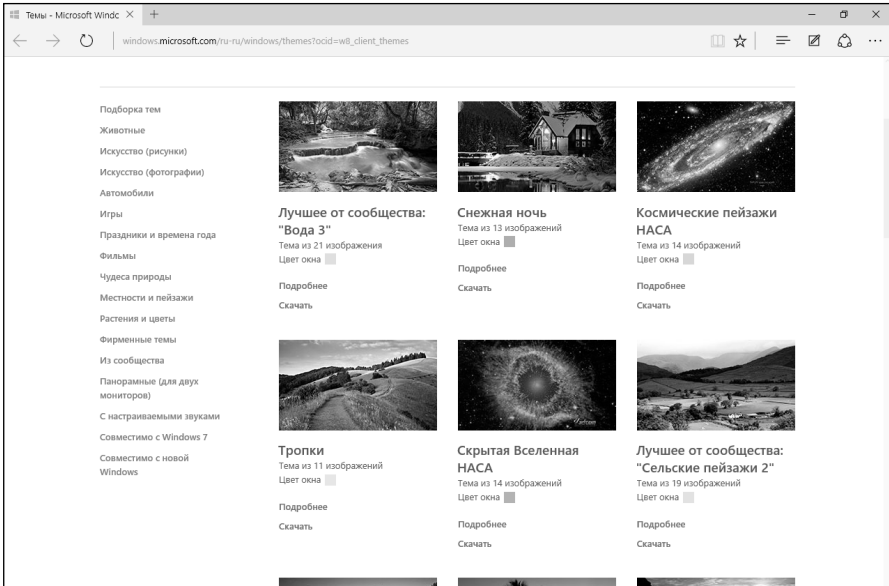 Темы - Microsoft Windc
windows.microsoft.com/ru-ru/windows/themes?ocid=w8_client_themes
Подборка тем
Животные
Искусство (рисунки)
Искусство (фотографии)
Автомобили
Игры
Праздники и времена года
Фильмы
Чудеса природы
Местности и пейзажи
Растения и цветы
Фирменные темы
Из сообщества
Панорамные (для двух
мониторов)
С настраиваемыми звуками
Совместимо с Windows 7
Совместимо с новой
Windows
Лучшее от сообщества:
"Вода 3"
Тема из 21 изображения
Цвет окна
Подробнее
Скачать
Снежная ночь
Тема из 13 изображений
Цвет окна
Подробнее
Скачать
Космические пейзажи
НАСА
Тема из 14 изображений
Цвет окна
Подробнее
Скачать
Тропки
Тема из 11 изображений
Цвет окна
Подробнее
Скачать
Скрытая Вселенная
НАСА
Тема из 14 изображений
Цвет окна
Подробнее
Скачать
Лучшее от сообщества:
"Сельские пейзажи 2"
Тема из 19 изображений
Цвет окна
Подробнее
Скачать